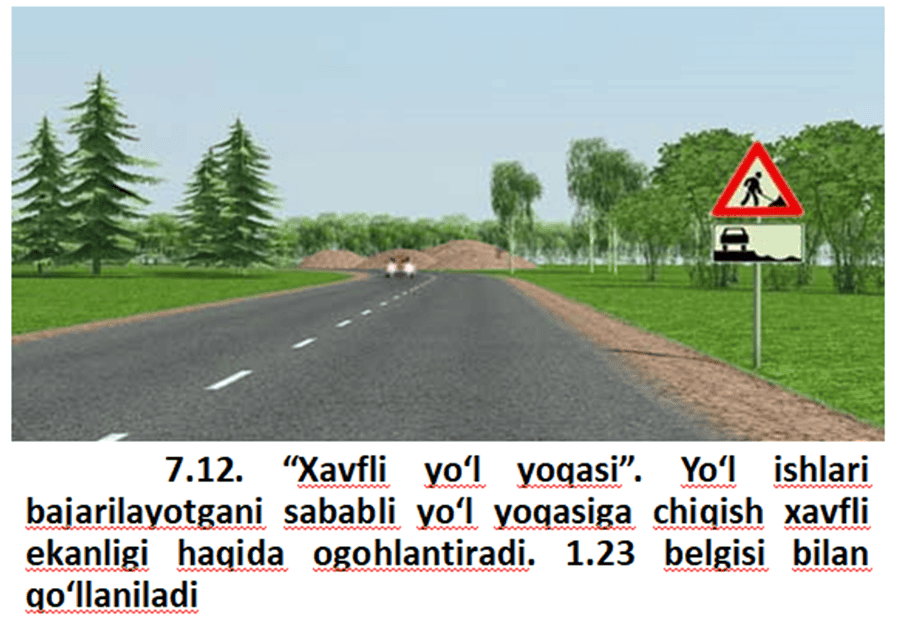 7.12. “Xavfli yo‘l yoqasi”. Yo‘l ishlari
bajarilayotgani sababli yo‘l yoqasiga chiqish xavfli
ekanligi haqida ogohlantiradi. 1.23 belgisi bilan
qo‘llaniladi